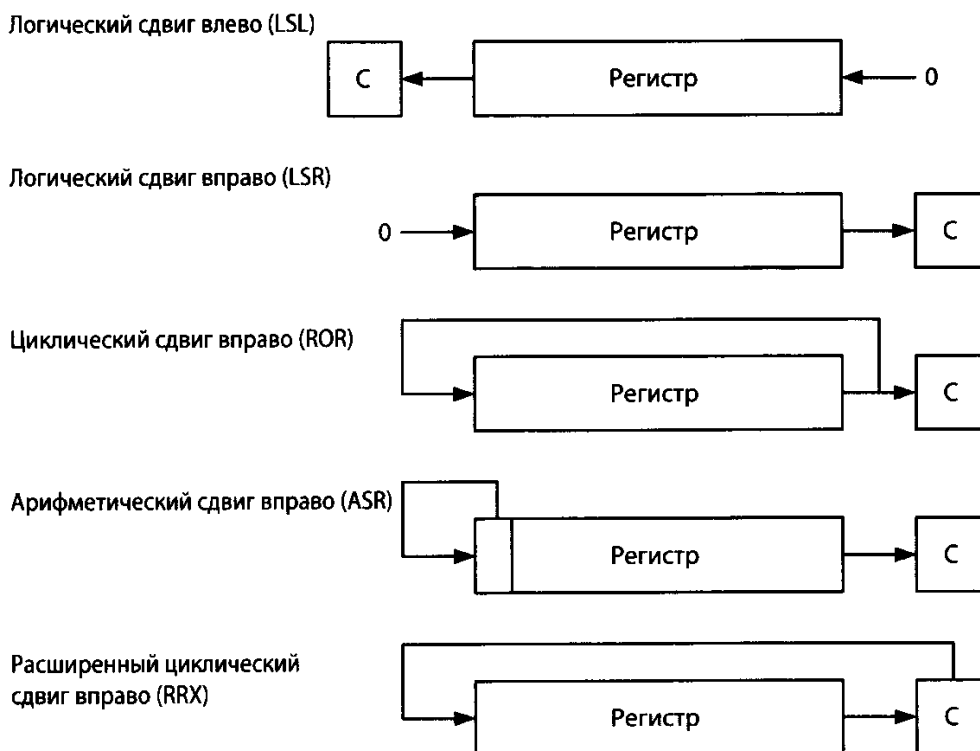 Логический сдвиг влево (LSL)
C
Регистр
0
Логический сдвиг вправо (LSR)
0
Регистр
C
Циклический сдвиг вправо (ROR)
Регистр
C
Арифметический сдвиг вправо (ASR)
Регистр
C
Расширенный циклический
сдвиг вправо (RRX)
Регистр
C